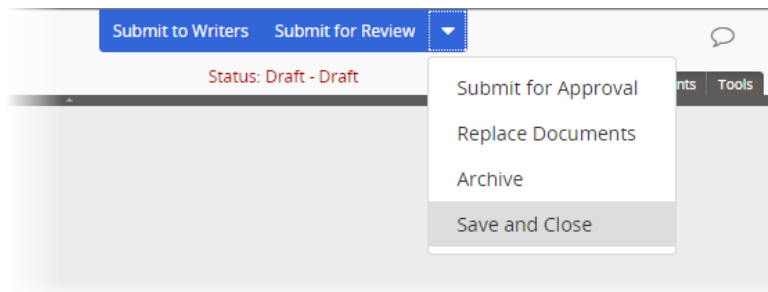 Submit to Writers Submit for Review
Status: Draft - Draft
Submit for Approval
Tools
Replace Documents
Archive
Save and Close